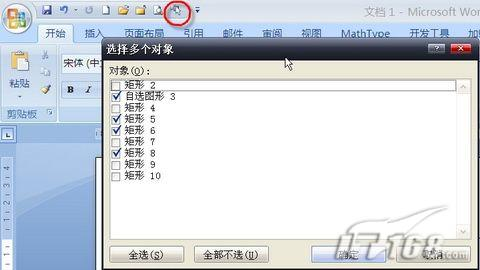 文档 1 - Microsoft Wor
开始
页面布局
引用
邮件
审阅
视图
MathType
开发工具
加
选择多个对象
宋体 (中
粘贴
B
剪贴板
对象(O):
矩形 2
自选图形 3
矩形 4
矩形 5
矩形 6
矩形 7
矩形 8
矩形 9
矩形 10
全选(S)
全部不选(U)
确定
取消
IT168.com